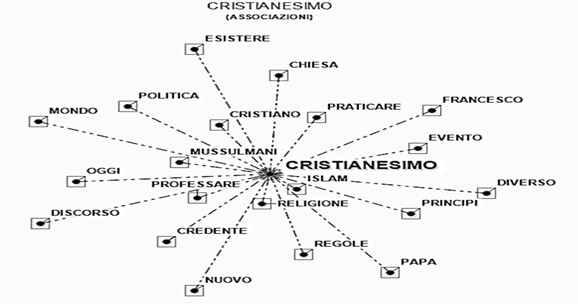 CRISTIANESIMO
(ASSOCIAZIONI)
ESISTERE
CHIESA
POLITICA
FRANCESCO
MONDO
CRISTIANO
PRATICARE
EVENTO
MUSSULMANI
CRISTIANESIMO
OGGI
ISLAM
PROFESSARE
DIVERSO
RELIGIONE
PRINCIPI
DISCORSO
CREDENTE
REGOLE
PAPA
NUOVO